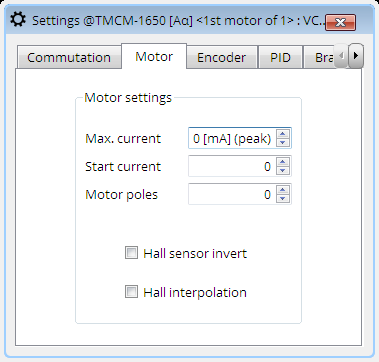 Settings @TMCM-1650 [Aα] <1st motor of 1> : VC...
Commutation Motor Encoder PID Bra
Motor settings
Max. current 0 [mA] (peak)
Start current 0
Motor poles 0
Hall sensor invert
Hall interpolation